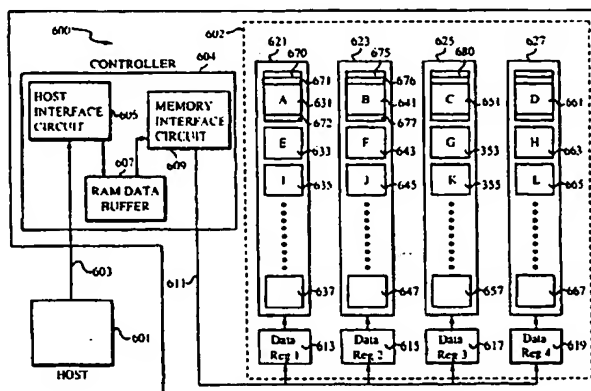 600
602
CONTROLLER
604
HOST INTERFACE CIRCUIT
605
MEMORY INTERFACE CIRCUIT
609
607
RAM DATA BUFFER
603
611
601
HOST
621
670
671
A
631
672
E
633
I
635
637
Data Reg 1
613
623
675
676
B
641
677
F
643
J
645
647
Data Reg 2
615
625
680
C
651
G
353
K
355
657
Data Reg 3
617
627
D
661
H
663
L
665
667
Data Reg 4
619